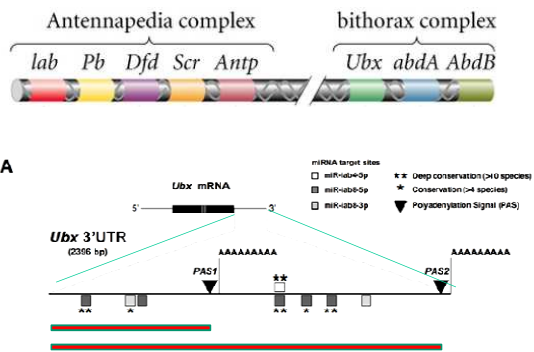 Antennapedia complex
bithorax complex
lab Pb Dfd Scr Antp Ubx abdA AbdB
A
miRNA target sites
miR-iab4-5p
miR-iab8-5p
miR-iab8-3p
** Deep conservation (>10 species)
* Conservation (>4 species)
Polyadenylation Signal (PAS)
Ubx mRNA
5' 3'
Ubx 3'UTR
(2396 bp)
AAAAAAAAA AAAAAAAAA
PAS1 ** PAS2
** * ** * **